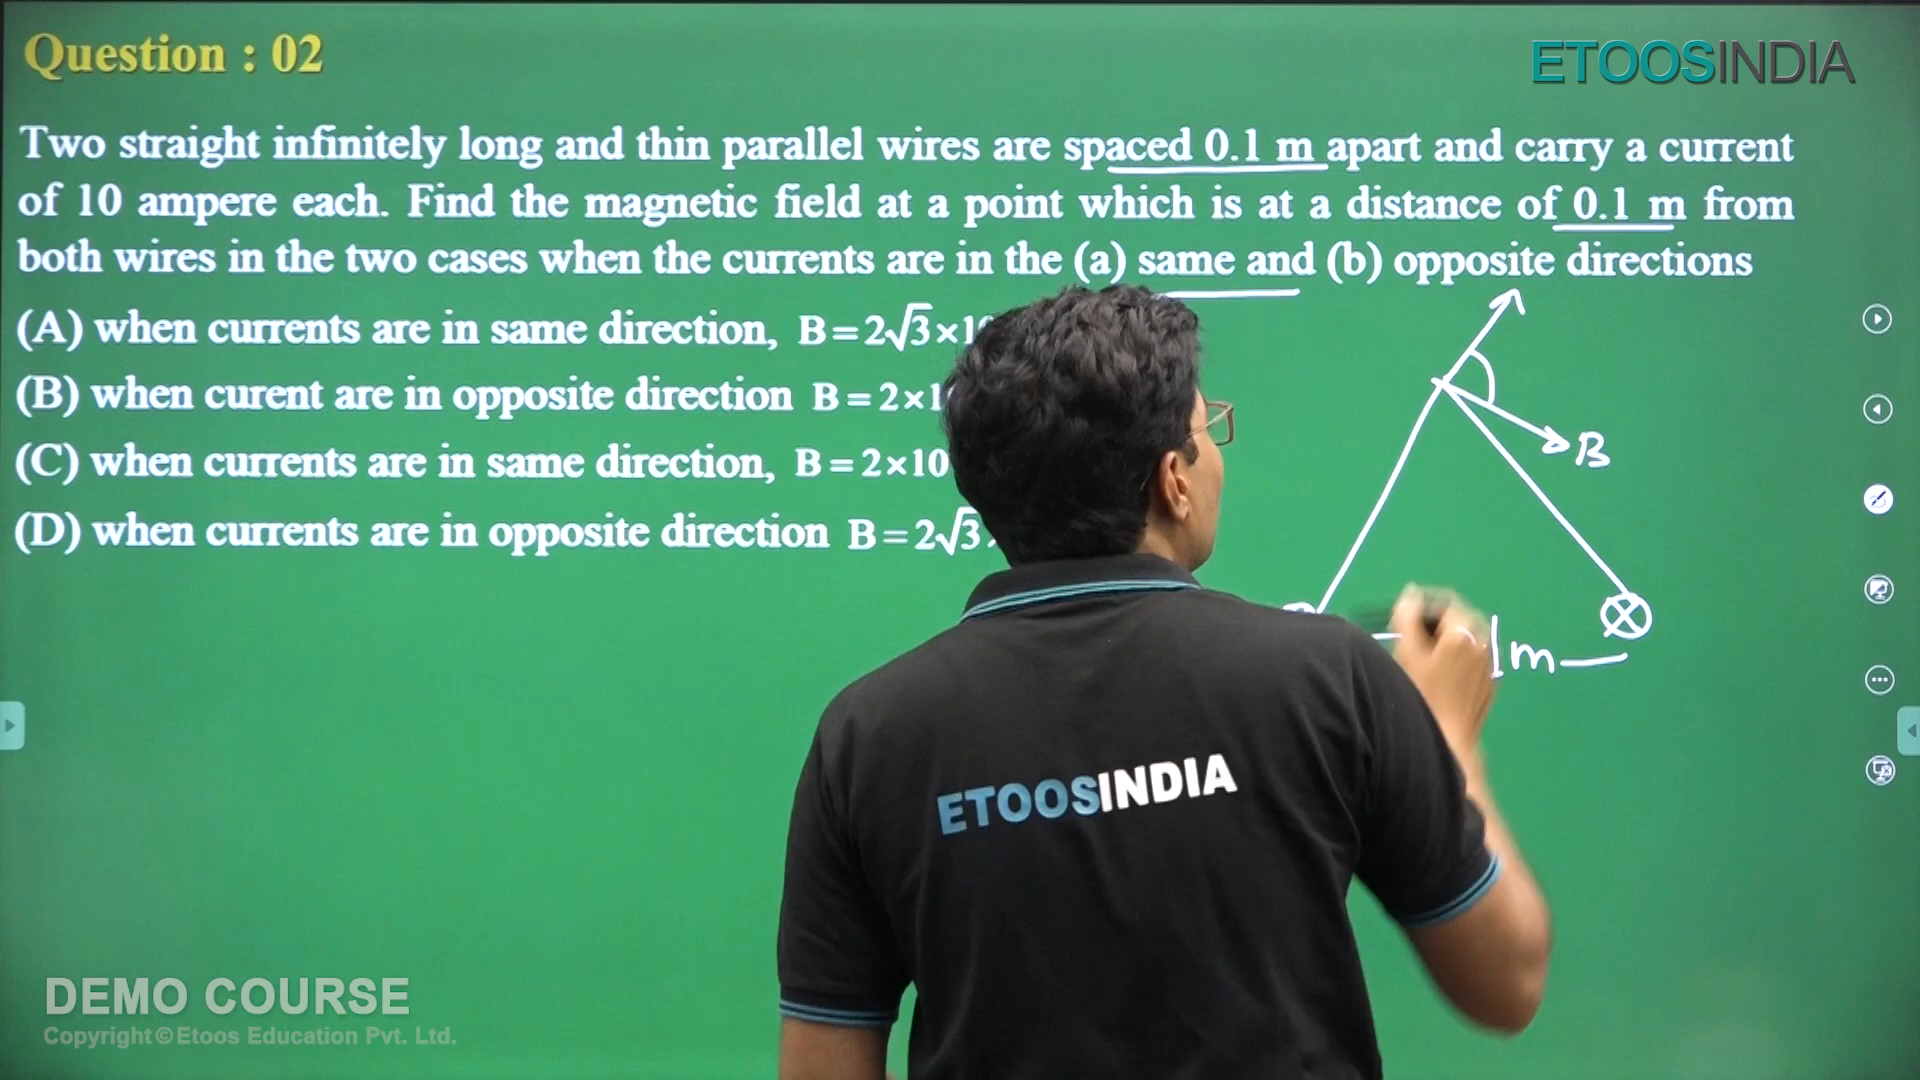 Question : 02
ETOOSINDIA
Two straight infinitely long and thin parallel wires are spaced 0.1 m apart and carry a current
of 10 ampere each. Find the magnetic field at a point which is at a distance of 0.1 m from
both wires in the two cases when the currents are in the (a) same and (b) opposite directions
(A) when currents are in same direction, B = 2√3×1
(B) when curent are in opposite direction B = 2×1
(C) when currents are in same direction, B = 2×10
(D) when currents are in opposite direction B = 2√3
B
1m
ETOOSINDIA
DEMO COURSE
Copyright © Etoos Education Pvt. Ltd.